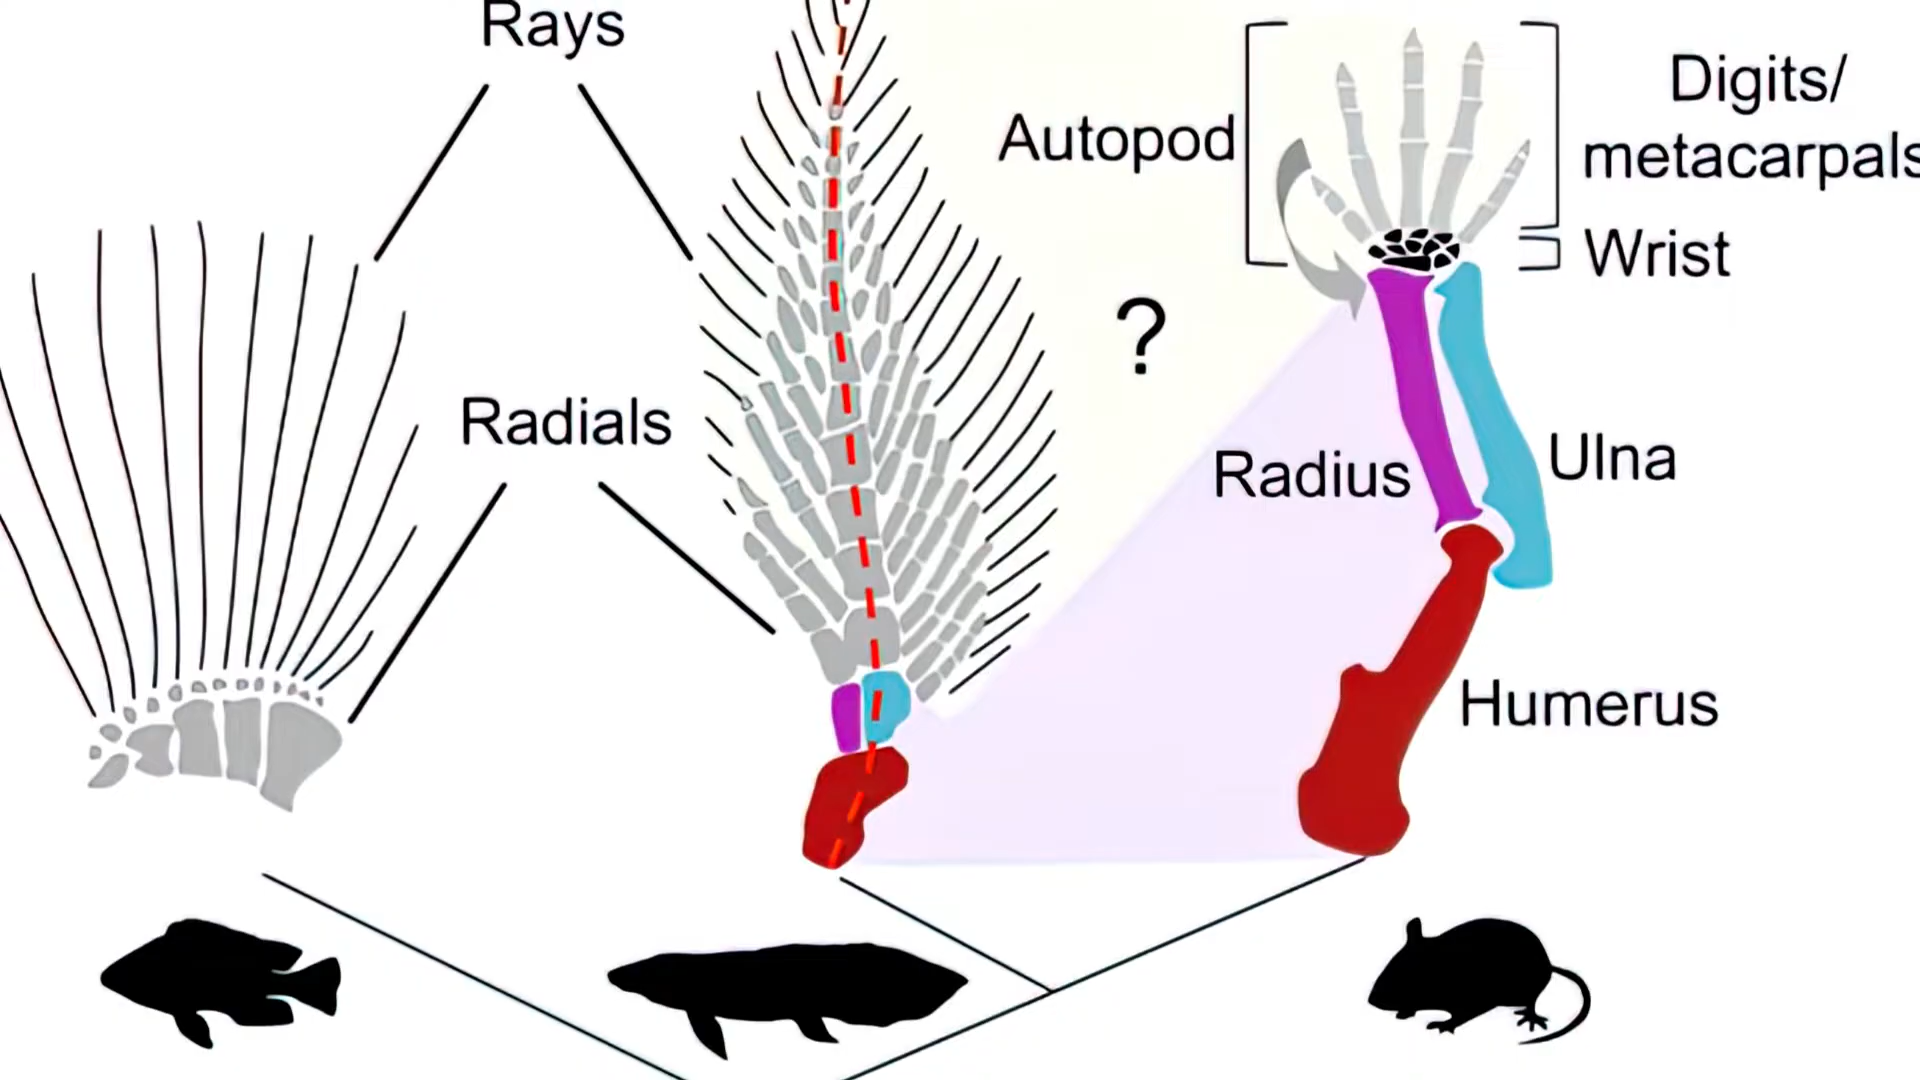 Rays
Autopod
Digits/
metacarpals
Wrist
?
Radials
Radius
Ulna
Humerus